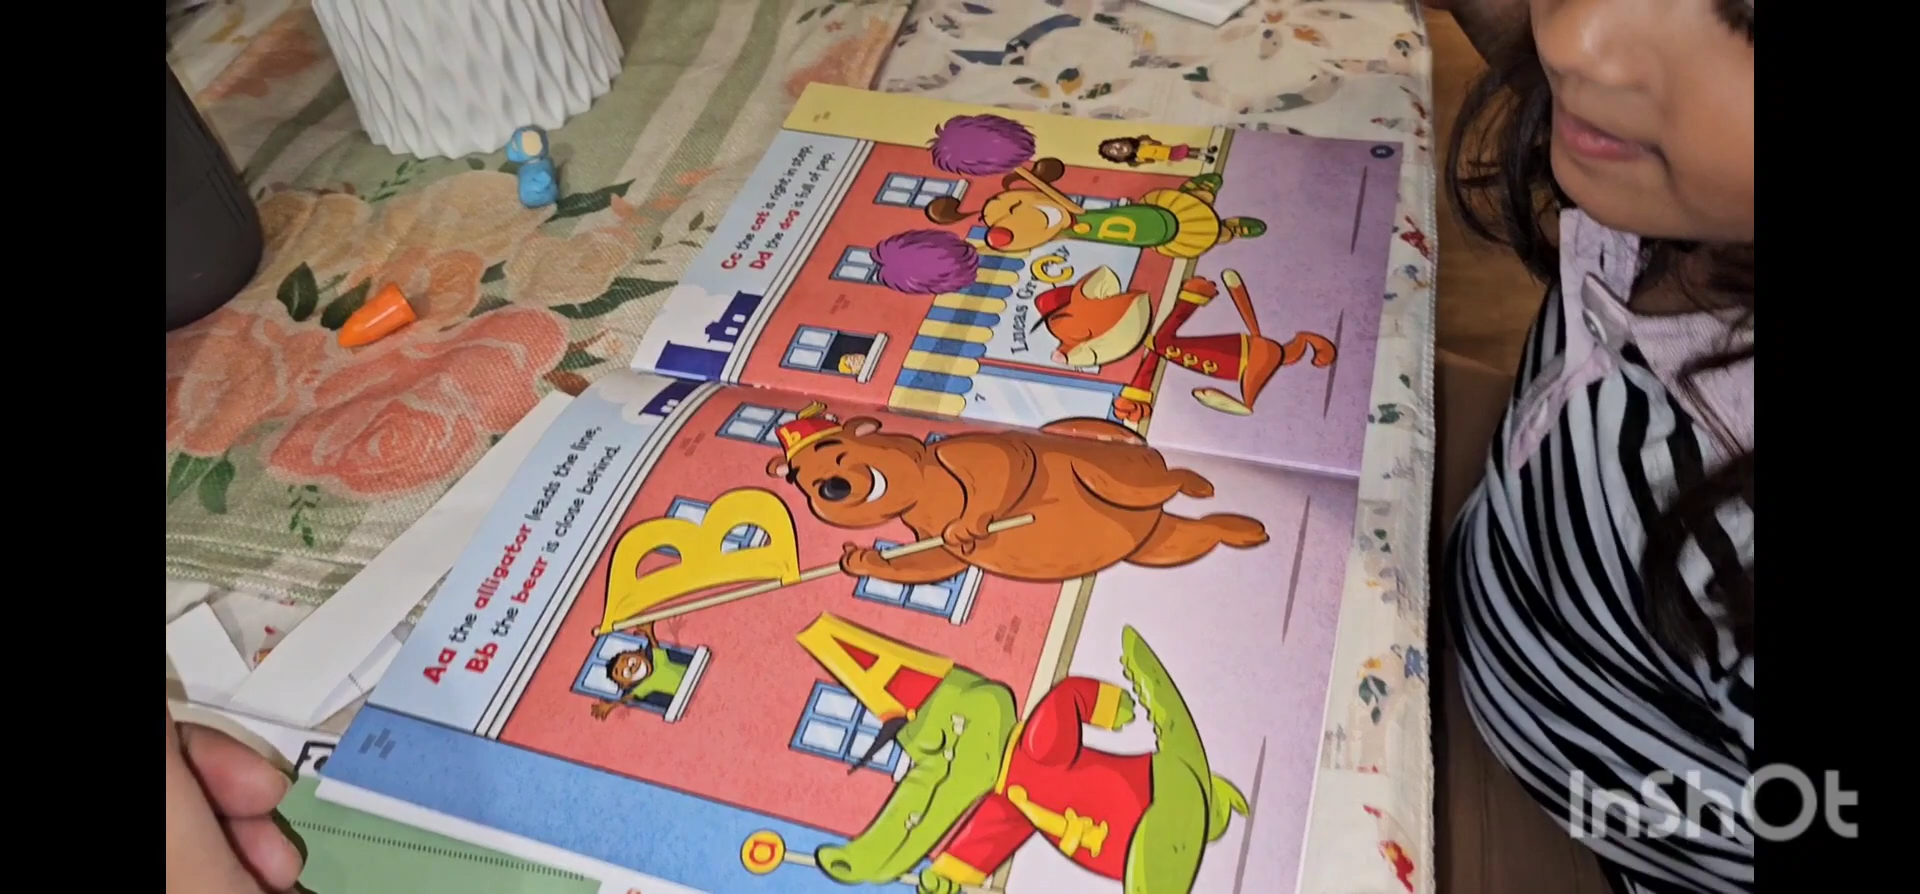 Aa the alligator leads the line,
Bb the bear is close behind.
Cc the cat is right in step,
Dd the dog is full of pep.
B
A
a
b
D
C
Lucas Gr
7
InShOt